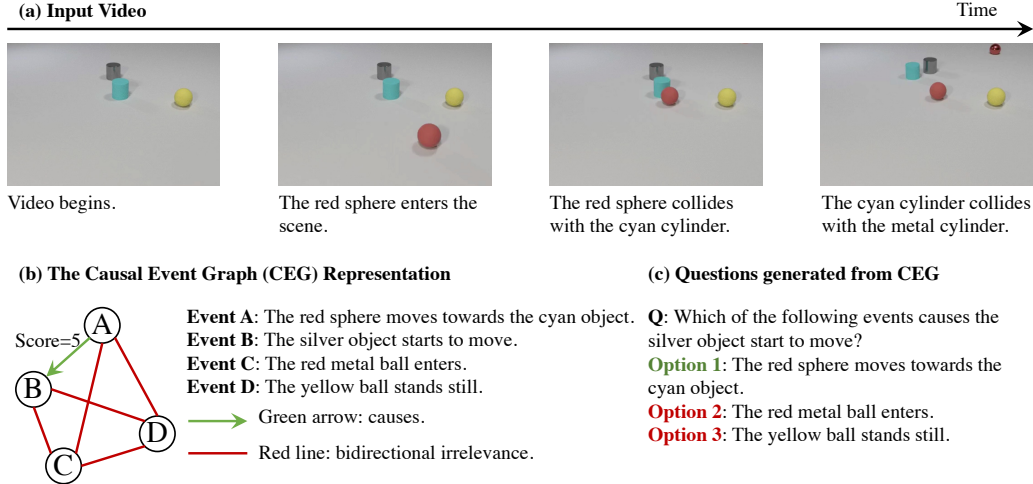 (a) Input Video
Time
Video begins.
The red sphere enters the
scene.
The red sphere collides
with the cyan cylinder.
The cyan cylinder collides
with the metal cylinder.
(b) The Causal Event Graph (CEG) Representation
Score=5
A
B
C
D
Event A: The red sphere moves towards the cyan object.
Event B: The silver object starts to move.
Event C: The red metal ball enters.
Event D: The yellow ball stands still.
Green arrow: causes.
Red line: bidirectional irrelevance.
(c) Questions generated from CEG
Q: Which of the following events causes the
silver object start to move?
Option 1: The red sphere moves towards the
cyan object.
Option 2: The red metal ball enters.
Option 3: The yellow ball stands still.